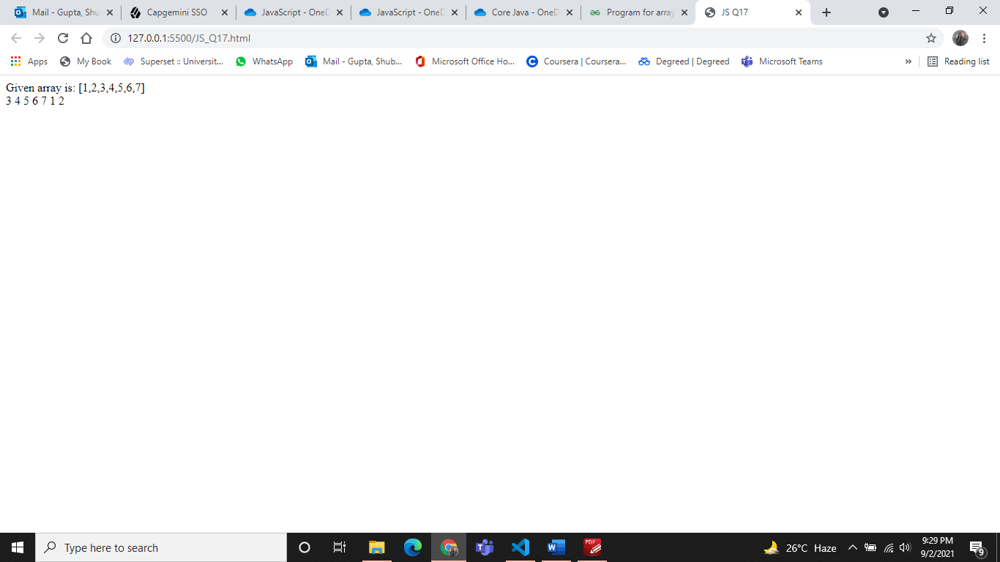 Mail - Gupta, Shu
Capgemini SSO
JavaScript - OneD
JavaScript - OneD
Core Java - OneD
Program for array
JS Q17
127.0.0.1:5500/JS_Q17.html
Apps
My Book
Superset :: Universit...
WhatsApp
Mail - Gupta, Shub...
Microsoft Office Ho...
Coursera | Coursera...
Degreed | Degreed
Microsoft Teams
»
Reading list
Given array is: [1,2,3,4,5,6,7]
3 4 5 6 7 1 2
Type here to search
26°C Haze
9:29 PM
9/2/2021
9